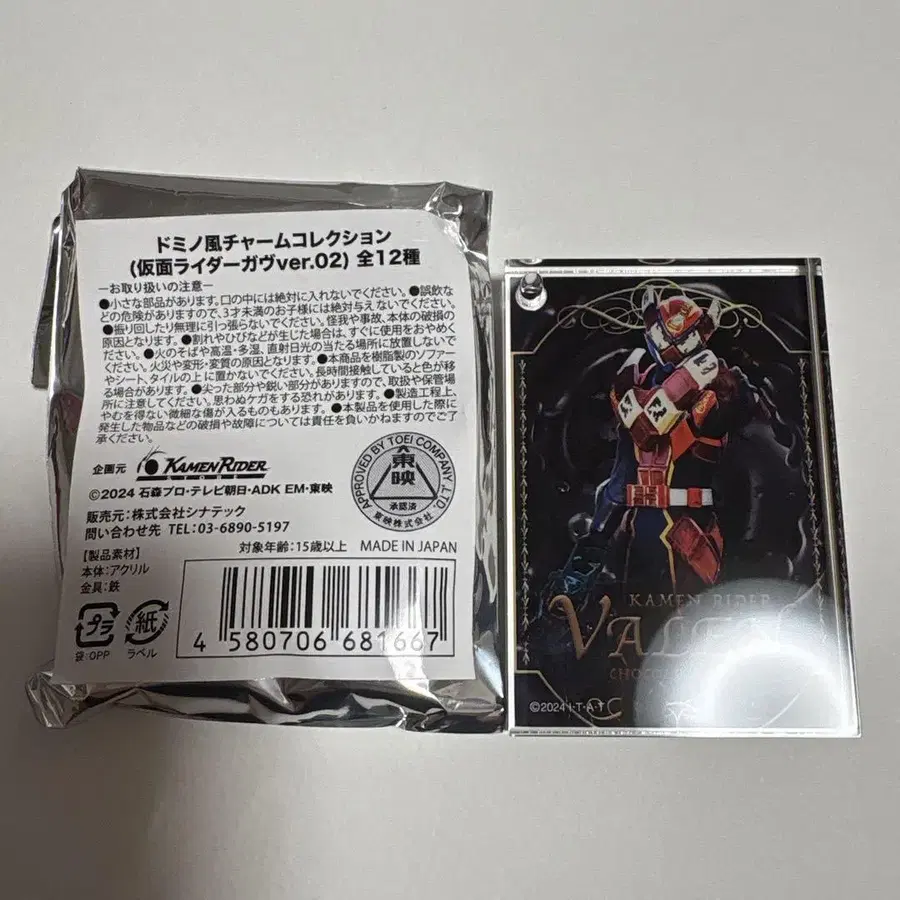 ドミノ風チャームコレクション
(仮面ライダーガヴver.02) 全12種
ーお取り扱いの注意ー
●小さな部品があります。口の中には絶対に入れないでください。●誤飲な
どの危険がありますので、3才未満のお子様には絶対与えないでください。
●振り回したり無理に引っ張らないでください。怪我や事故、本体の破損の
原因となります。●割れやひびなどが生じた場合は、すぐに使用をおやめく
ださい。●火のそばや高温・多湿、直射日光の当たる場所に放置しないで
ください。火災や変形・変質の原因となります。●本商品を樹脂製のソファー
やシート、タイルの上に置かないでください。長時間接触していると色が移
る場合があります。●尖った部分や鋭い部分がありますので、取扱や保管場
所に注意してください。思わぬケガをする恐れがあります。●製造工程上、
やむを得ない微細な傷が入るものもあります。●本製品を使用した際に
発生した物品などの破損や故障については責任を負いかねますのでご了
承ください。
企画元 KAMEN RIDER
©2024 石森プロ・テレビ朝日・ADK EM・東映
販売元:株式会社シナテック
問い合わせ先 TEL:03-6890-5197
APPROVED BY TOEI COMPANY, LTD.
東映
承認済
東映株式会社
対象年齢:15歳以上 MADE IN JAPAN
【製品素材】
本体:アクリル
金具:鉄
プラ
紙
袋:OPP ラベル
4 580706 681667
KAMEN RIDER
©2024 I・T・A・T